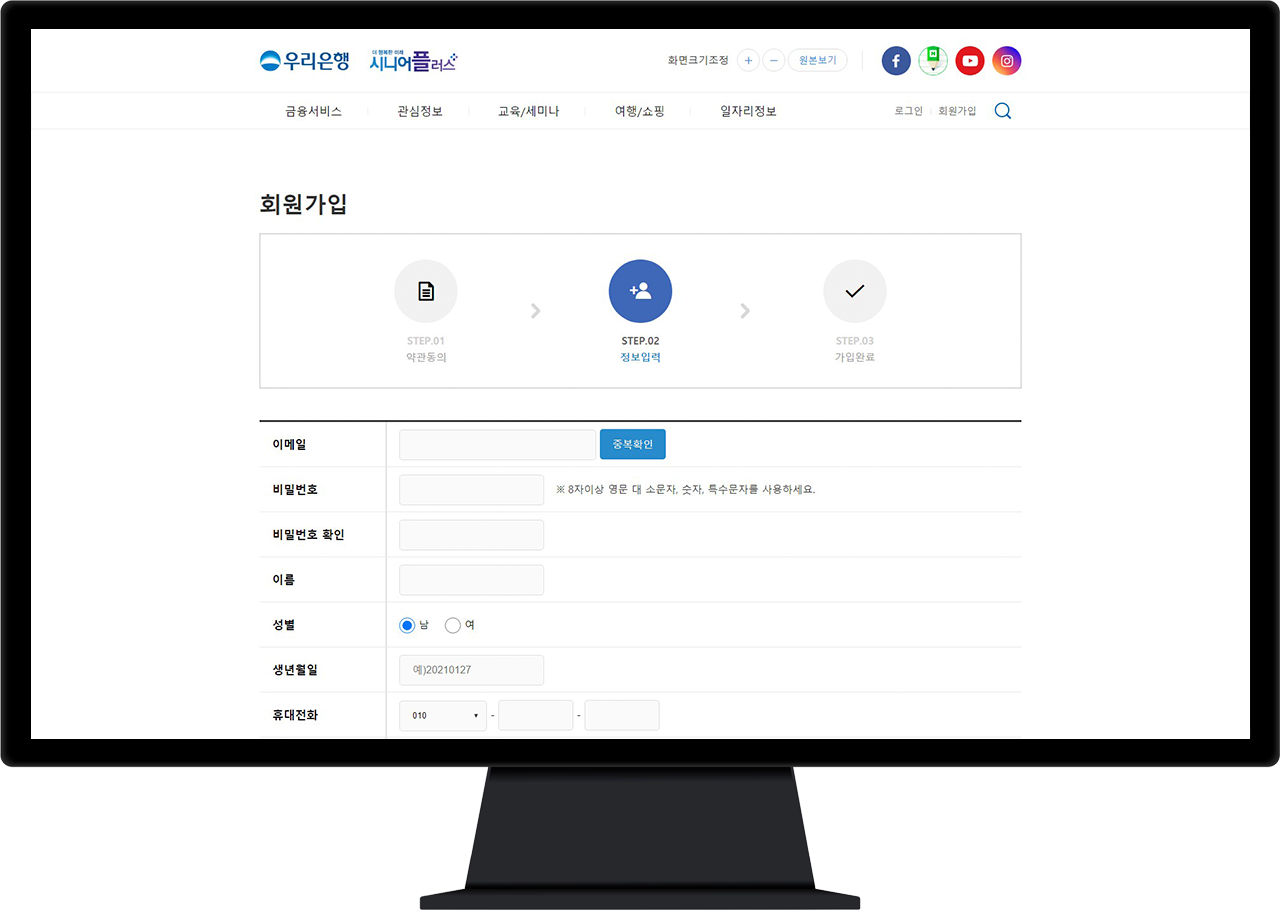 우리은행
더 행복한 미래
시니어플러스
화면크기조정 + − 원본보기
금융서비스 관심정보 교육/세미나 여행/쇼핑 일자리정보 로그인 회원가입
회원가입
STEP.01 STEP.02 STEP.03
약관동의 정보입력 가입완료
이메일 중복확인
비밀번호 ※ 8자이상 영문 대 소문자, 숫자, 특수문자를 사용하세요.
비밀번호 확인
이름
성별 남 여
생년월일 예)20210127
휴대전화 010 - -